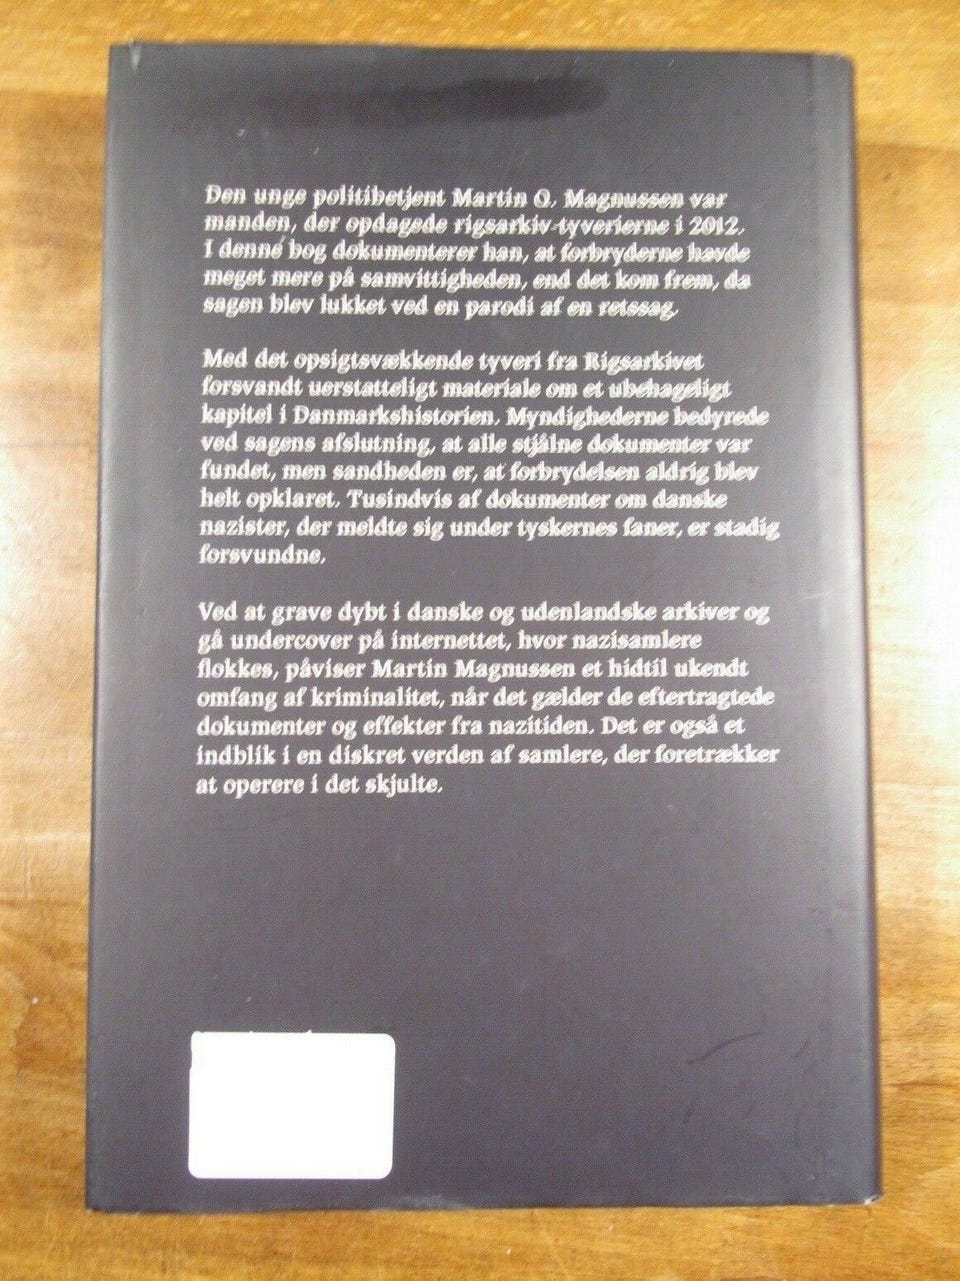 Den unge politibetjent Martin Q. Magnussen var
manden, der opdagede rigsarkiv-tyverierne i 2012.
I denne bog dokumenterer han, at forbryderne havde
meget mere på samvittigheden, end det kom frem, da
sagen blev lukket ved en parodi af en retssag.
Med det opsigtsvækkende tyveri fra Rigsarkivet
forsvandt uerstatteligt materiale om et ubehageligt
kapitel i Danmarkshistorien. Myndighederne bedyrede
ved sagens afslutning, at alle stjålne dokumenter var
fundet, men sandheden er, at forbrydelsen aldrig blev
helt opklaret. Tusindvis af dokumenter om danske
nazister, der meldte sig under tyskernes faner, er stadig
forsvundne.
Ved at grave dybt i danske og udenlandske arkiver og
gå undercover på internettet, hvor nazisamlere
flokkes, påviser Martin Magnussen et hidtil ukendt
omfang af kriminalitet, når det gælder de eftertragtede
dokumenter og effekter fra nazitiden. Det er også et
indblik i en diskret verden af samlere, der foretrækker
at operere i det skjulte.